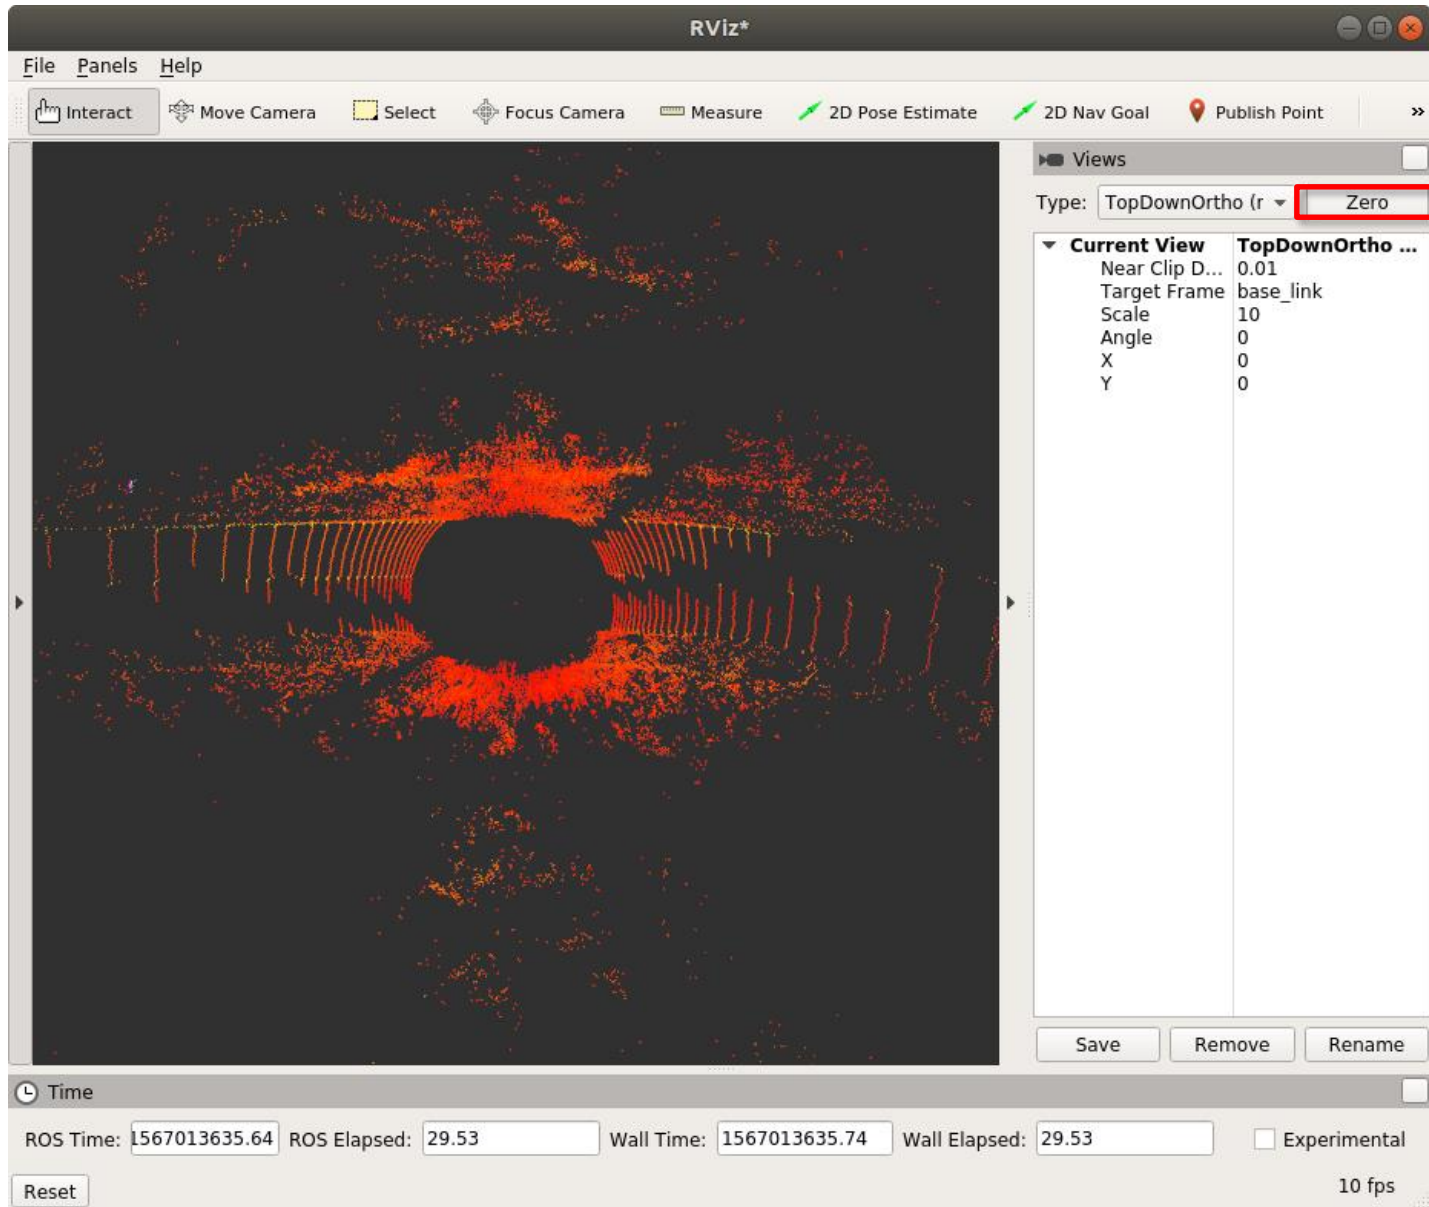 RViz*
File Panels Help
Interact Move Camera Select Focus Camera Measure 2D Pose Estimate 2D Nav Goal Publish Point »
Views
Type: TopDownOrtho (r Zero
Current View TopDownOrtho ...
Near Clip D... 0.01
Target Frame base_link
Scale 10
Angle 0
X 0
Y 0
Save Remove Rename
Time
ROS Time: 1567013635.64 ROS Elapsed: 29.53 Wall Time: 1567013635.74 Wall Elapsed: 29.53 Experimental
Reset 10 fps